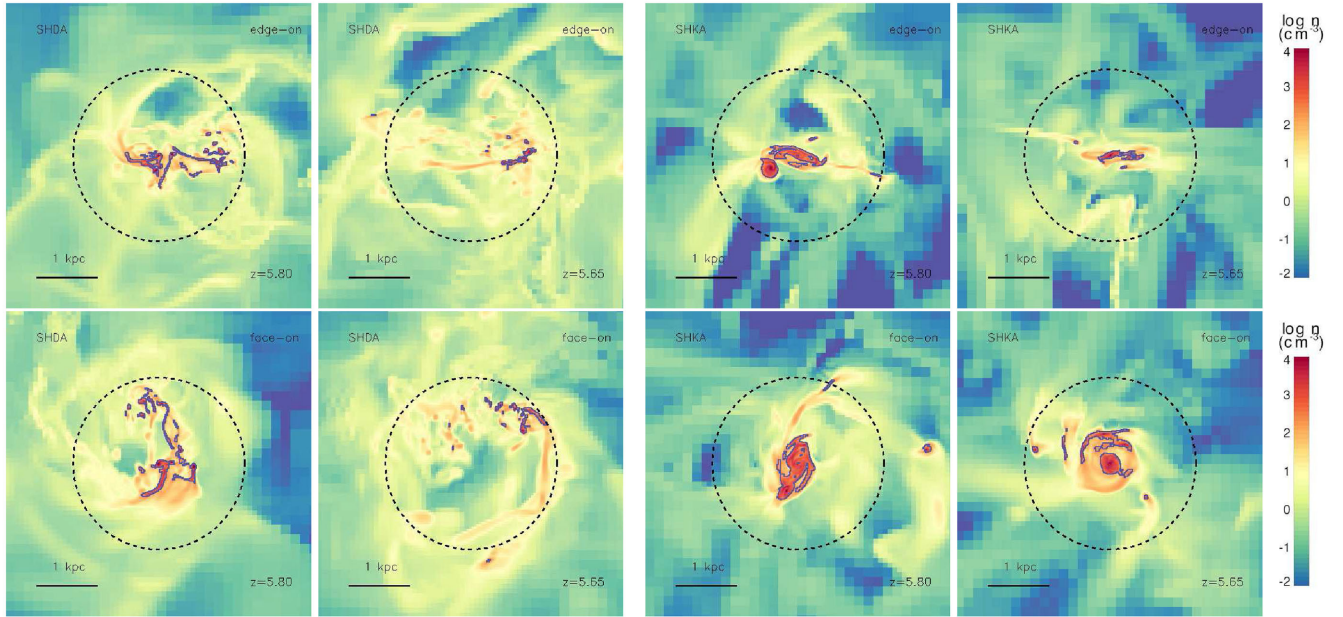 SHDA edge-on
1 kpc z=5.80
SHDA edge-on
1 kpc z=5.65
SHKA edge-on
1 kpc z=5.80
SHKA edge-on
1 kpc z=5.65
log n
(cm⁻³)
4
3
2
1
0
-1
-2
SHDA face-on
1 kpc z=5.80
SHDA face-on
1 kpc z=5.65
SHKA face-on
1 kpc z=5.80
SHKA face-on
1 kpc z=5.65
log n
(cm⁻³)
4
3
2
1
0
-1
-2